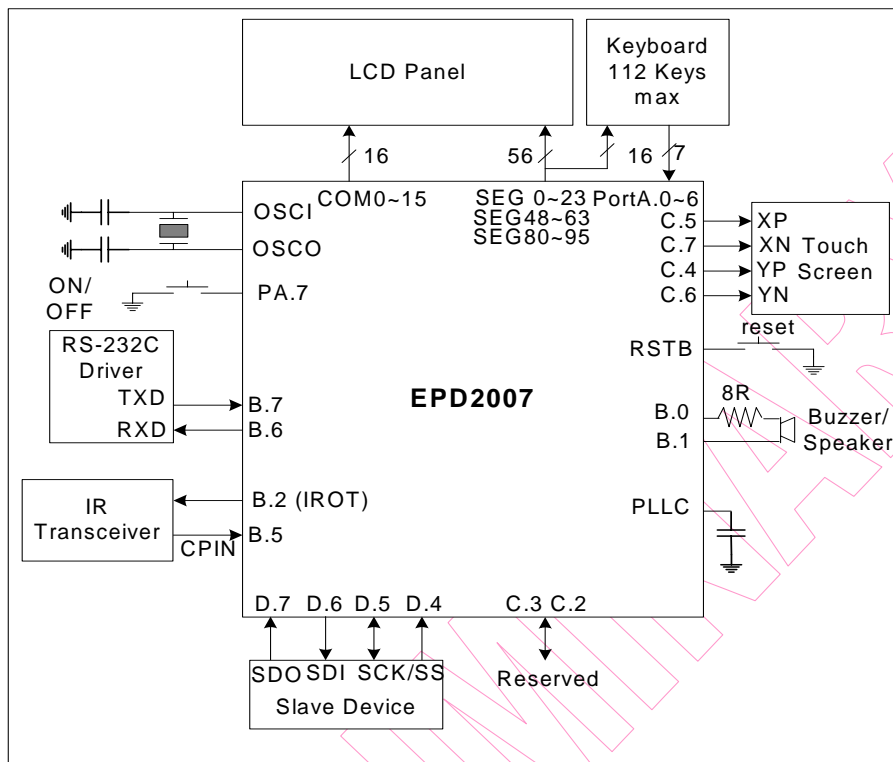 LCD Panel
Keyboard
112 Keys
max
16
56
16
7
COM0~15
SEG 0~23
SEG48~63
SEG80~95
PortA.0~6
OSCI
OSCO
ON/
OFF
PA.7
C.5
C.7
C.4
C.6
XP
XN
YP
YN
Touch
Screen
reset
RSTB
RS-232C
Driver
TXD
RXD
B.7
B.6
EPD2007
8R
B.0
B.1
Buzzer/
Speaker
IR
Transceiver
B.2 (IROT)
CPIN
B.5
PLLC
D.7
D.6
D.5
D.4
C.3 C.2
SDO
SDI
SCK/SS
Slave Device
Reserved